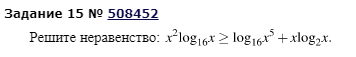 Задание 15 № 508452
Решите неравенство: x²log₁₆x ≥ log₁₆x⁵ + xlog₂x.